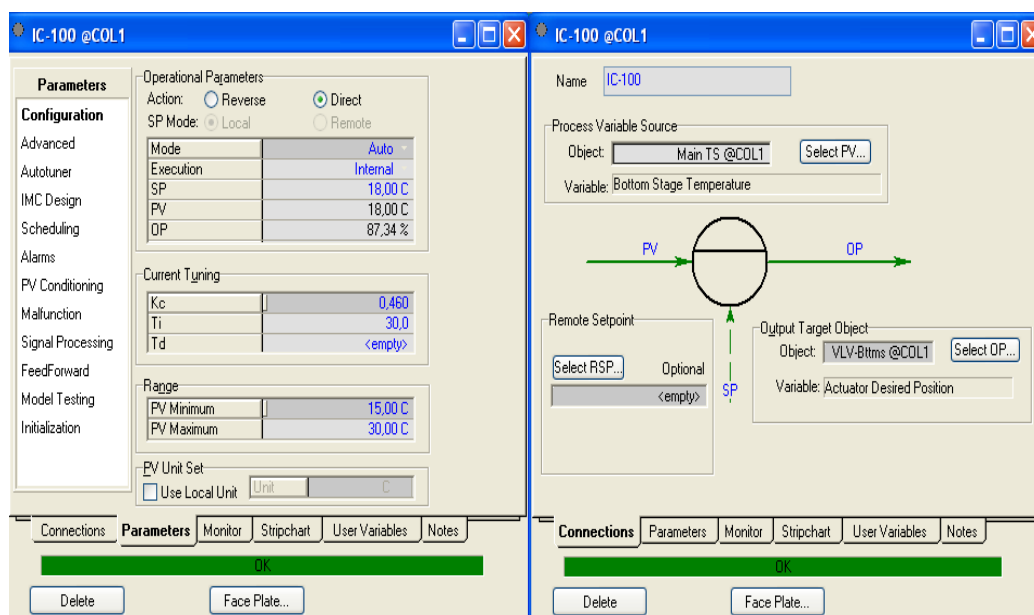 IC-100 @COL1
Parameters
Configuration
Advanced
Autotuner
IMC Design
Scheduling
Alarms
PV Conditioning
Malfunction
Signal Processing
FeedForward
Model Testing
Initialization
Operational Parameters
Action: Reverse Direct
SP Mode: Local Remote
Mode Auto
Execution Internal
SP 18,00 C
PV 18,00 C
OP 87,34 %
Current Tuning
Kc 0,460
Ti 30,0
Td <empty>
Range
PV Minimum 15,00 C
PV Maximum 30,00 C
PV Unit Set
Use Local Unit Unit C
Connections Parameters Monitor Stripchart User Variables Notes
OK
Delete Face Plate...
IC-100 @COL1
Name IC-100
Process Variable Source
Object: Main TS @COL1 Select PV...
Variable: Bottom Stage Temperature
PV OP
Remote Setpoint
Select RSP... Optional
<empty>
SP
Output Target Object
Object: VLV-Bttms @COL1 Select OP...
Variable: Actuator Desired Position
Connections Parameters Monitor Stripchart User Variables Notes
OK
Delete Face Plate...